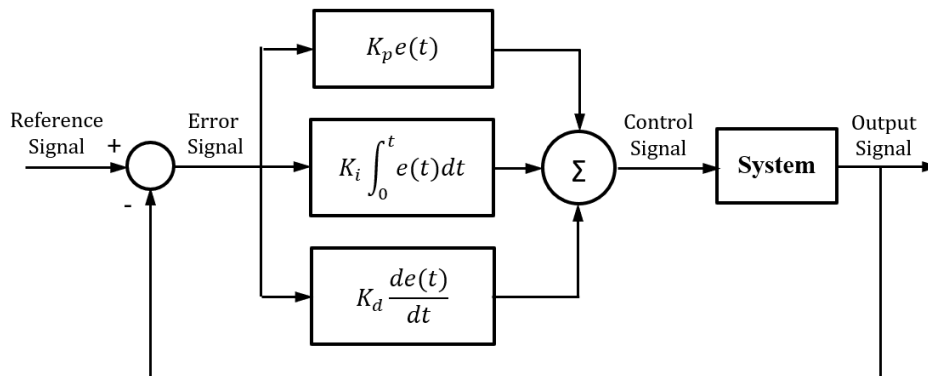 Reference
Signal
+
-
Error
Signal
K_p e(t)
K_i ∫_0^t e(t)dt
K_d de(t)/dt
Σ
Control
Signal
System
Output
Signal